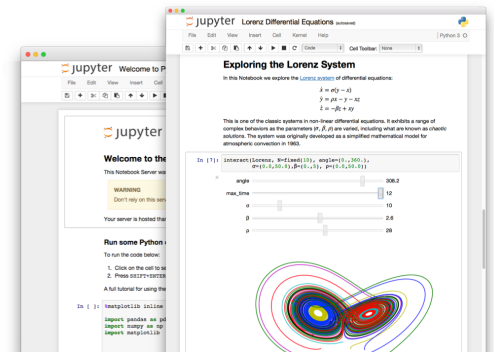 jupyter Lorenz Differential Equations (autosaved)
File Edit View Insert Cell Kernel Help
Python 3
Code
Cell Toolbar: None
Exploring the Lorenz System
In this Notebook we explore the Lorenz system of differential equations:
ẋ = σ(y − x)
ẏ = ρx − y − xz
ż = −βz + xy
This is one of the classic systems in non-linear differential equations. It exhibits a range of
complex behaviors as the parameters (σ, β, ρ) are varied, including what are known as chaotic
solutions. The system was originally developed as a simplified mathematical model for
atmospheric convection in 1963.
In [7]: interact(Lorenz, N=fixed(10), angle=(0.,360.),
σ=(0.0,50.0),β=(0.,5), ρ=(0.0,50.0))
angle 308.2
max_time 12
σ 10
β 2.6
ρ 28
jupyter Welcome to P
File Edit View Insert Cell
jupyter
Welcome to the
This Notebook Server was
WARNING
Don't rely on this serv
Your server is hosted than
Run some Python
To run the code below:
1. Click on the cell to se
2. Press SHIFT+ENTER
A full tutorial for using the
In [ ]: %matplotlib inline
import pandas as pd
import numpy as np
import matplotlib